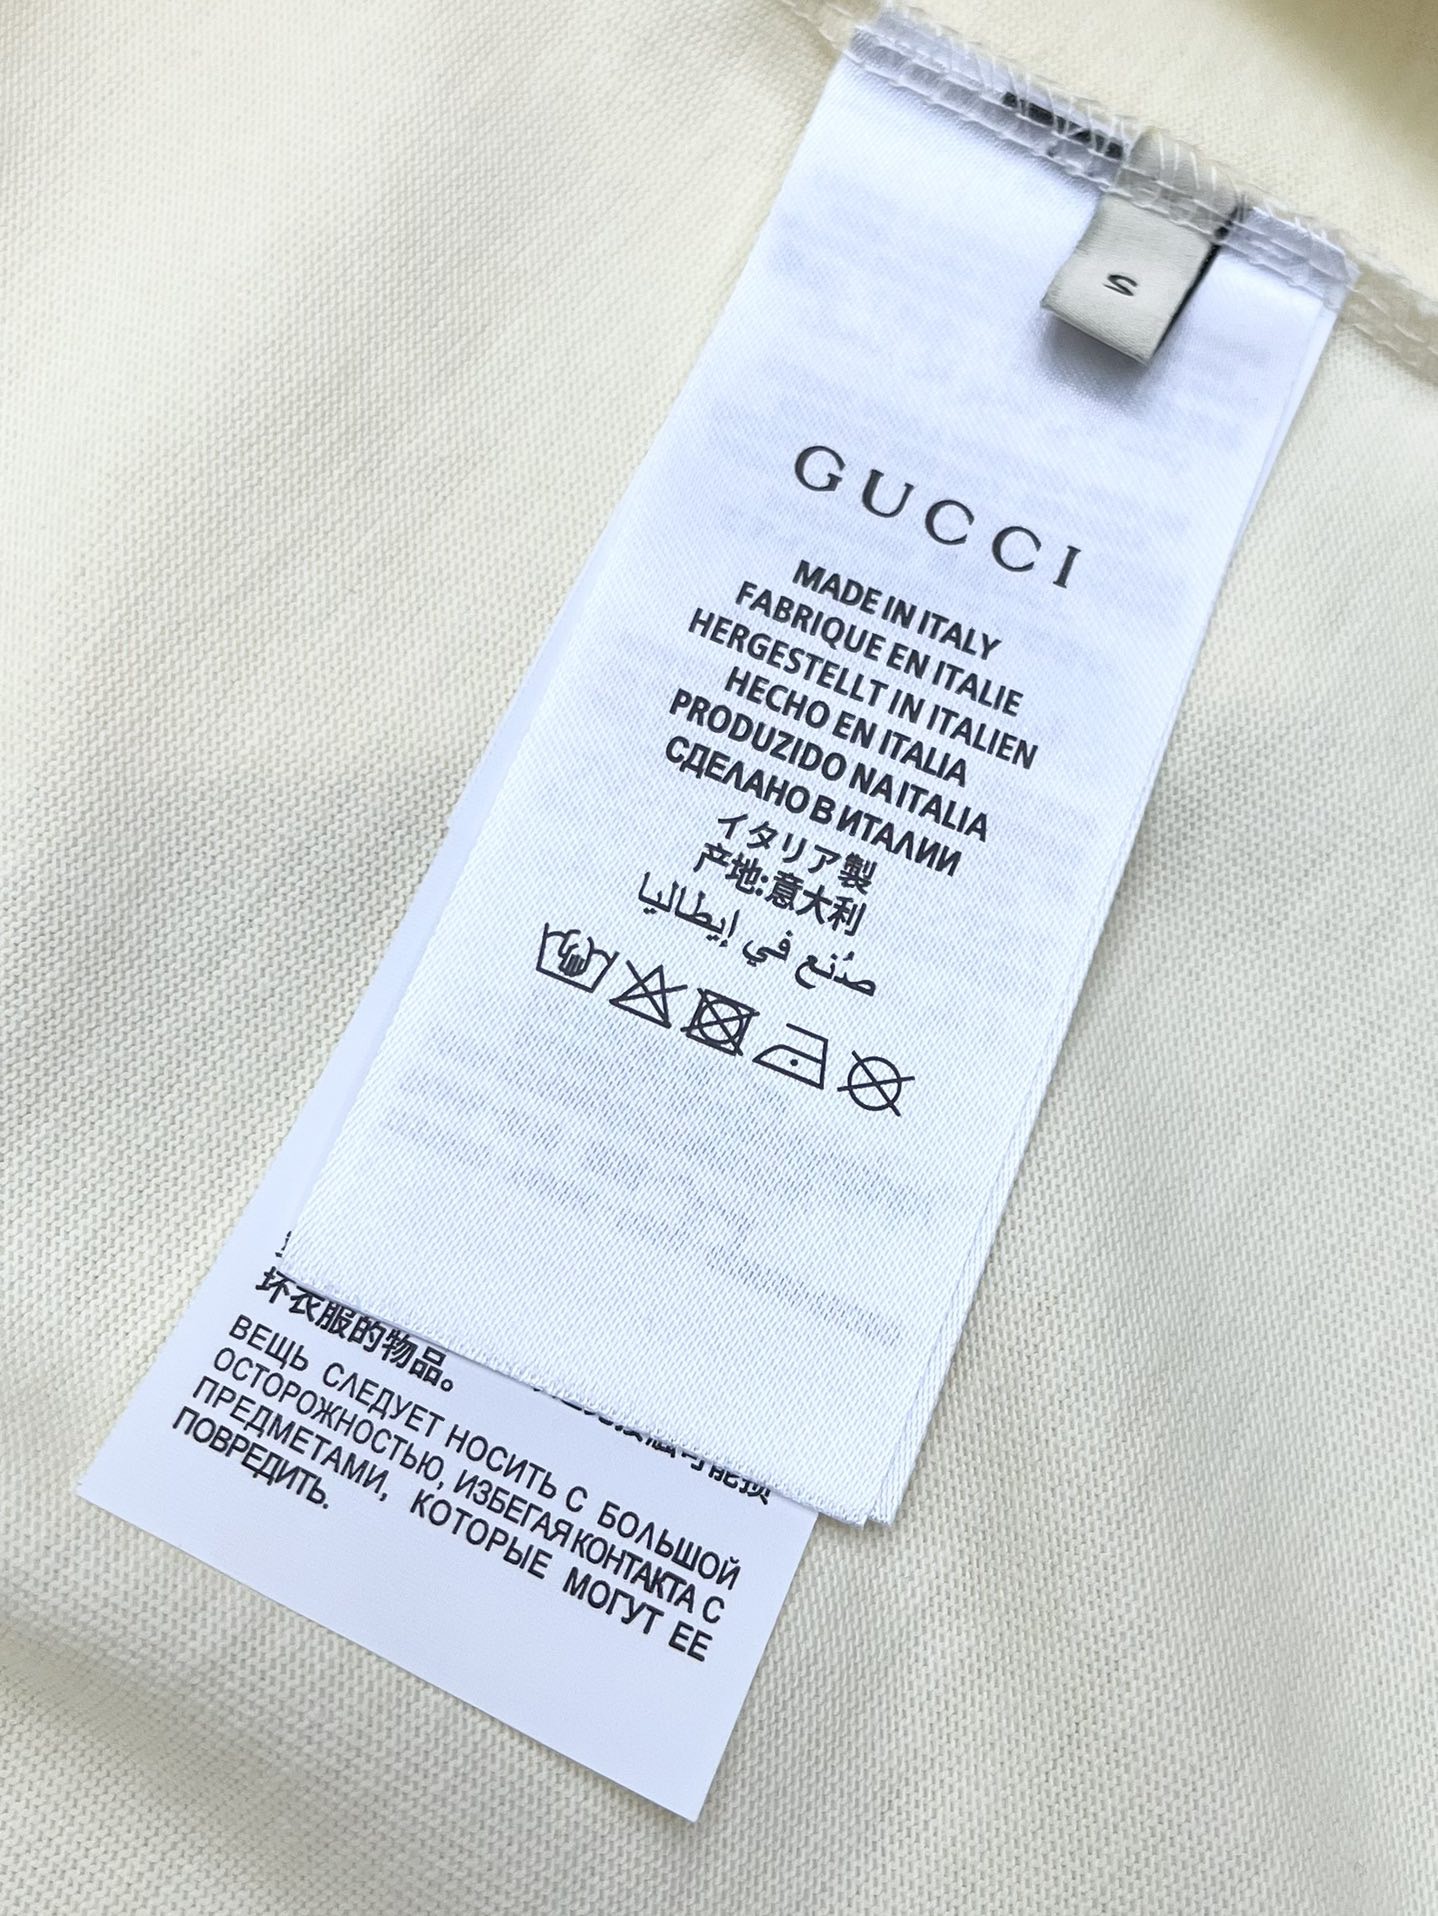 S
GUCCI
MADE IN ITALY
FABRIQUE EN ITALIE
HERGESTELLT IN ITALIEN
HECHO EN ITALIA
PRODUZIDO NA ITALIA
СДЕЛАНО В ИТАЛИИ
イタリア製
产地:意大利
صُنع في إيطاليا
坏衣服的物品。
ВЕЩЬ СЛЕДУЕТ НОСИТЬ С БОЛЬШОЙ
ОСТОРОЖНОСТЬЮ, ИЗБЕГАЯ КОНТАКТА С
ПРЕДМЕТАМИ, КОТОРЫЕ МОГУТ ЕЕ
ПОВРЕДИТЬ.